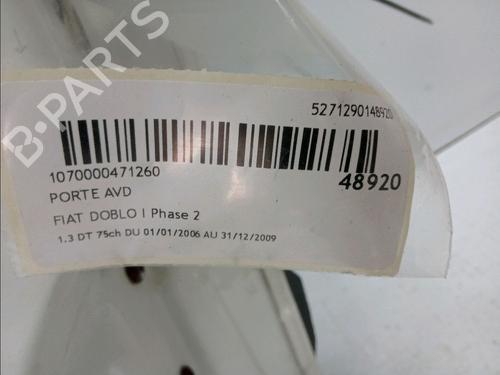 B-PARTS
5271290148920
1070000471260
48920
PORTE AVD
FIAT DOBLO I Phase 2
1.3 DT 75ch DU 01/01/2006 AU 31/12/2009